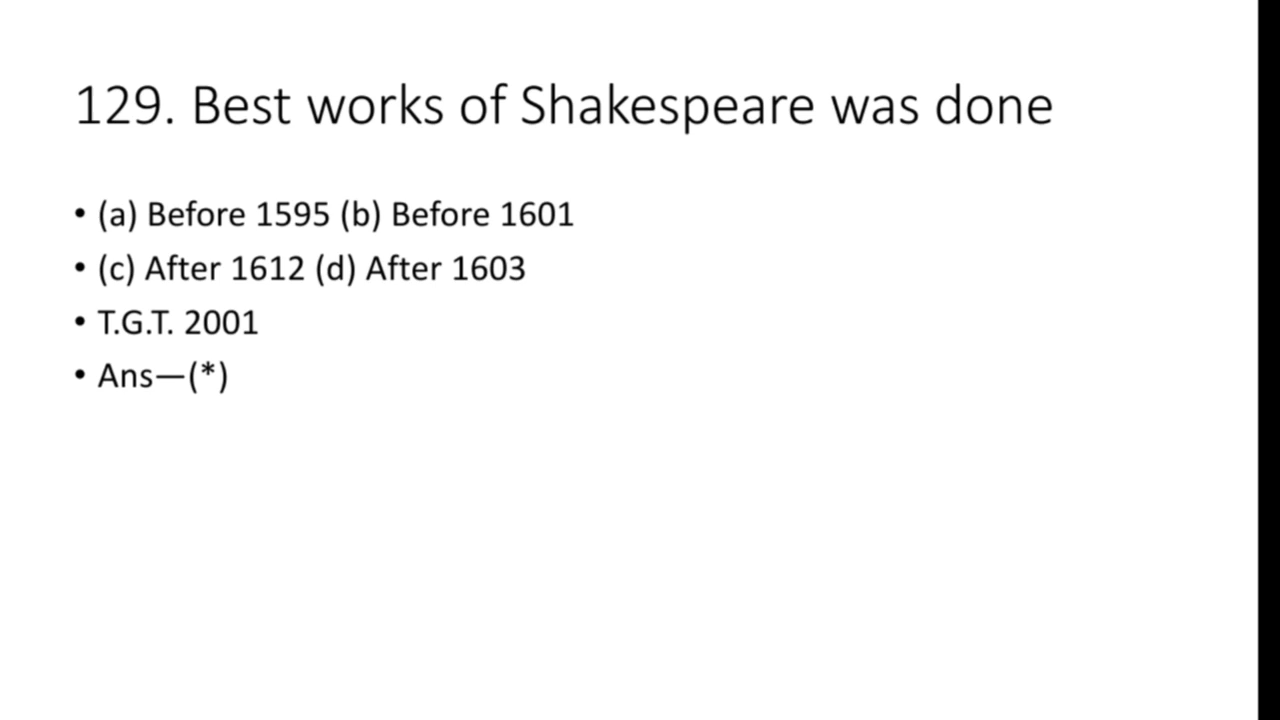 129. Best works of Shakespeare was done
• (a) Before 1595 (b) Before 1601
• (c) After 1612 (d) After 1603
• T.G.T. 2001
• Ans—(*)